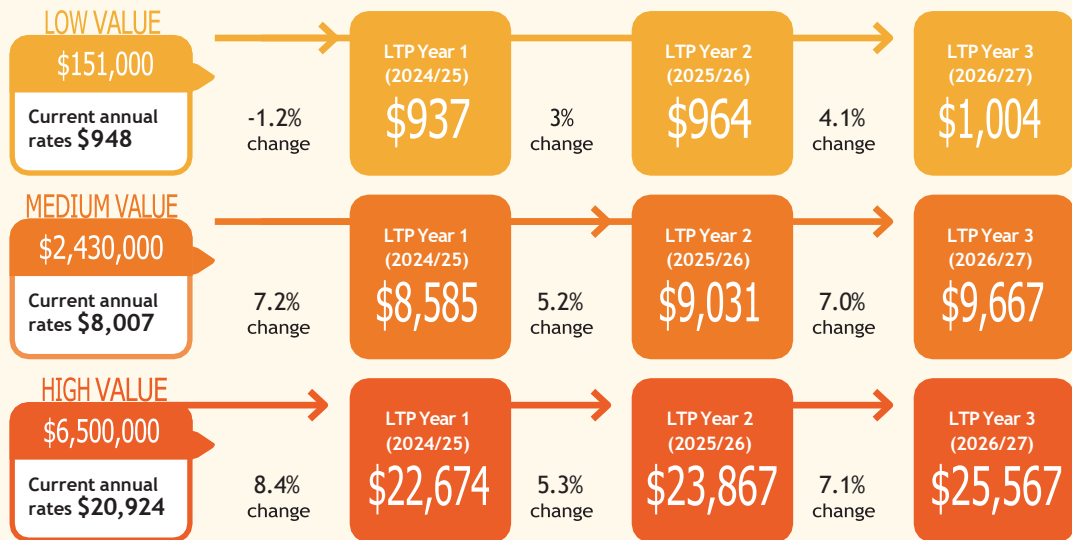 LOW VALUE
$151,000
Current annual
rates $948
-1.2%
change
LTP Year 1
(2024/25)
$937
3%
change
LTP Year 2
(2025/26)
$964
4.1%
change
LTP Year 3
(2026/27)
$1,004
MEDIUM VALUE
$2,430,000
Current annual
rates $8,007
7.2%
change
LTP Year 1
(2024/25)
$8,585
5.2%
change
LTP Year 2
(2025/26)
$9,031
7.0%
change
LTP Year 3
(2026/27)
$9,667
HIGH VALUE
$6,500,000
Current annual
rates $20,924
8.4%
change
LTP Year 1
(2024/25)
$22,674
5.3%
change
LTP Year 2
(2025/26)
$23,867
7.1%
change
LTP Year 3
(2026/27)
$25,567